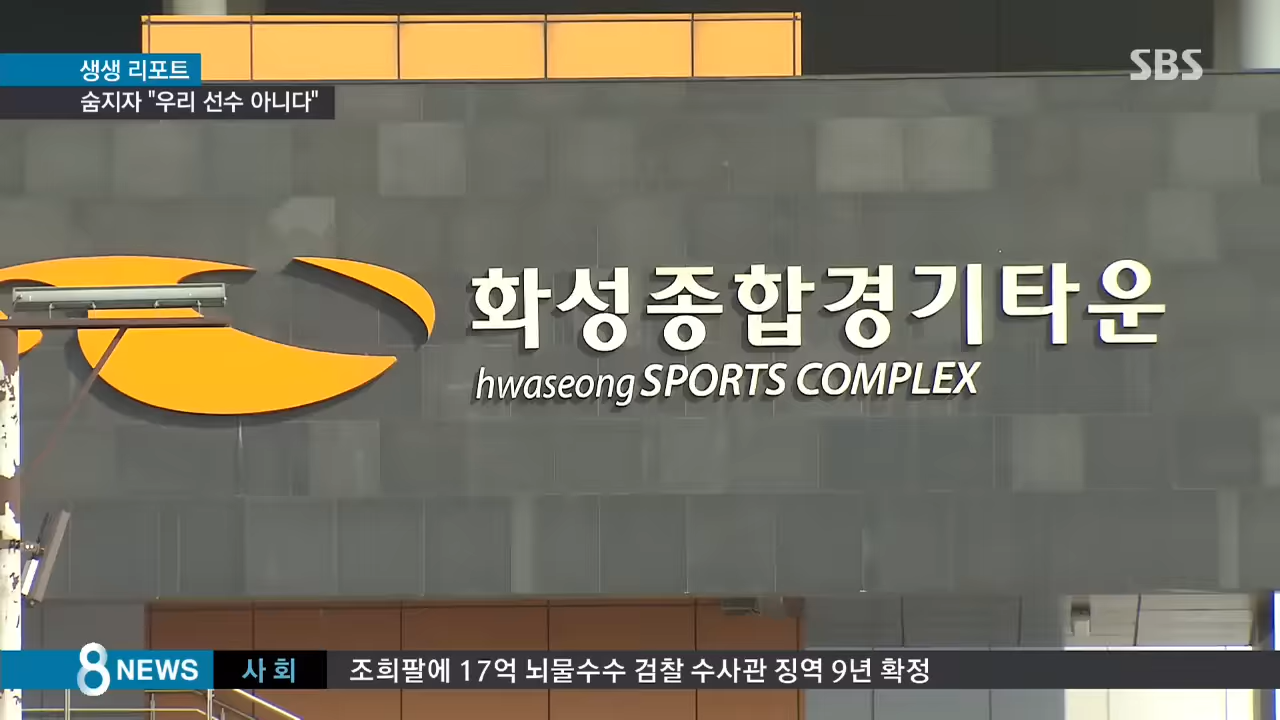 생생 리포트
SBS
숨지자 "우리 선수 아니다"
화성종합경기타운
hwaseong SPORTS COMPLEX
8 NEWS 사회 조희팔에 17억 뇌물수수 검찰 수사관 징역 9년 확정